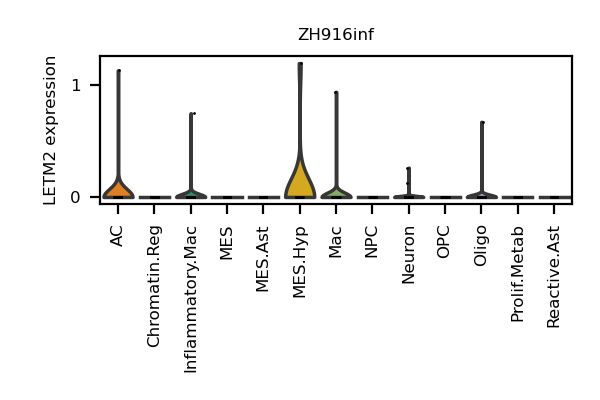 ZH916inf
LETM2 expression
1
0
AC
Chromatin.Reg
Inflammatory.Mac
MES
MES.Ast
MES.Hyp
Mac
NPC
Neuron
OPC
Oligo
Prolif.Metab
Reactive.Ast